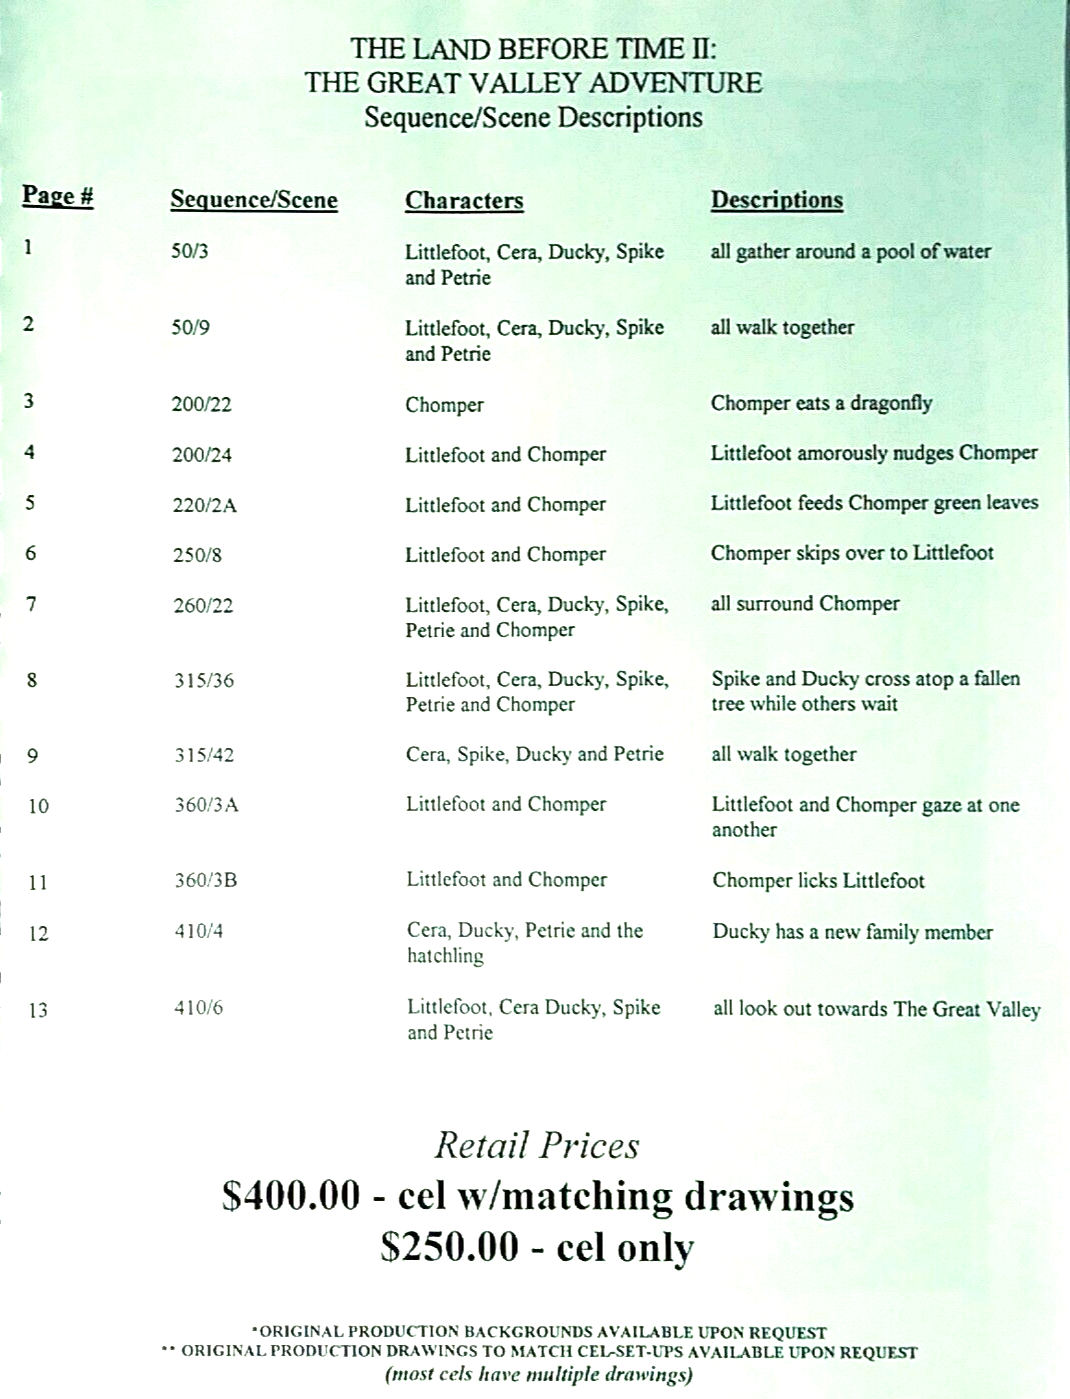 THE LAND BEFORE TIME II:
THE GREAT VALLEY ADVENTURE
Sequence/Scene Descriptions
Page # Sequence/Scene Characters Descriptions
1 50/3 Littlefoot, Cera, Ducky, Spike all gather around a pool of water
and Petrie
2 50/9 Littlefoot, Cera, Ducky, Spike all walk together
and Petrie
3 200/22 Chomper Chomper eats a dragonfly
4 200/24 Littlefoot and Chomper Littlefoot amorously nudges Chomper
5 220/2A Littlefoot and Chomper Littlefoot feeds Chomper green leaves
6 250/8 Littlefoot and Chomper Chomper skips over to Littlefoot
7 260/22 Littlefoot, Cera, Ducky, Spike, all surround Chomper
Petrie and Chomper
8 315/36 Littlefoot, Cera, Ducky, Spike, Spike and Ducky cross atop a fallen
Petrie and Chomper tree while others wait
9 315/42 Cera, Spike, Ducky and Petrie all walk together
10 360/3A Littlefoot and Chomper Littlefoot and Chomper gaze at one
another
11 360/3B Littlefoot and Chomper Chomper licks Littlefoot
12 410/4 Cera, Ducky, Petrie and the Ducky has a new family member
hatchling
13 410/6 Littlefoot, Cera Ducky, Spike all look out towards The Great Valley
and Petrie
Retail Prices
$400.00 - cel w/matching drawings
$250.00 - cel only
*ORIGINAL PRODUCTION BACKGROUNDS AVAILABLE UPON REQUEST
** ORIGINAL PRODUCTION DRAWINGS TO MATCH CEL-SET-UPS AVAILABLE UPON REQUEST
(most cels have multiple drawings)